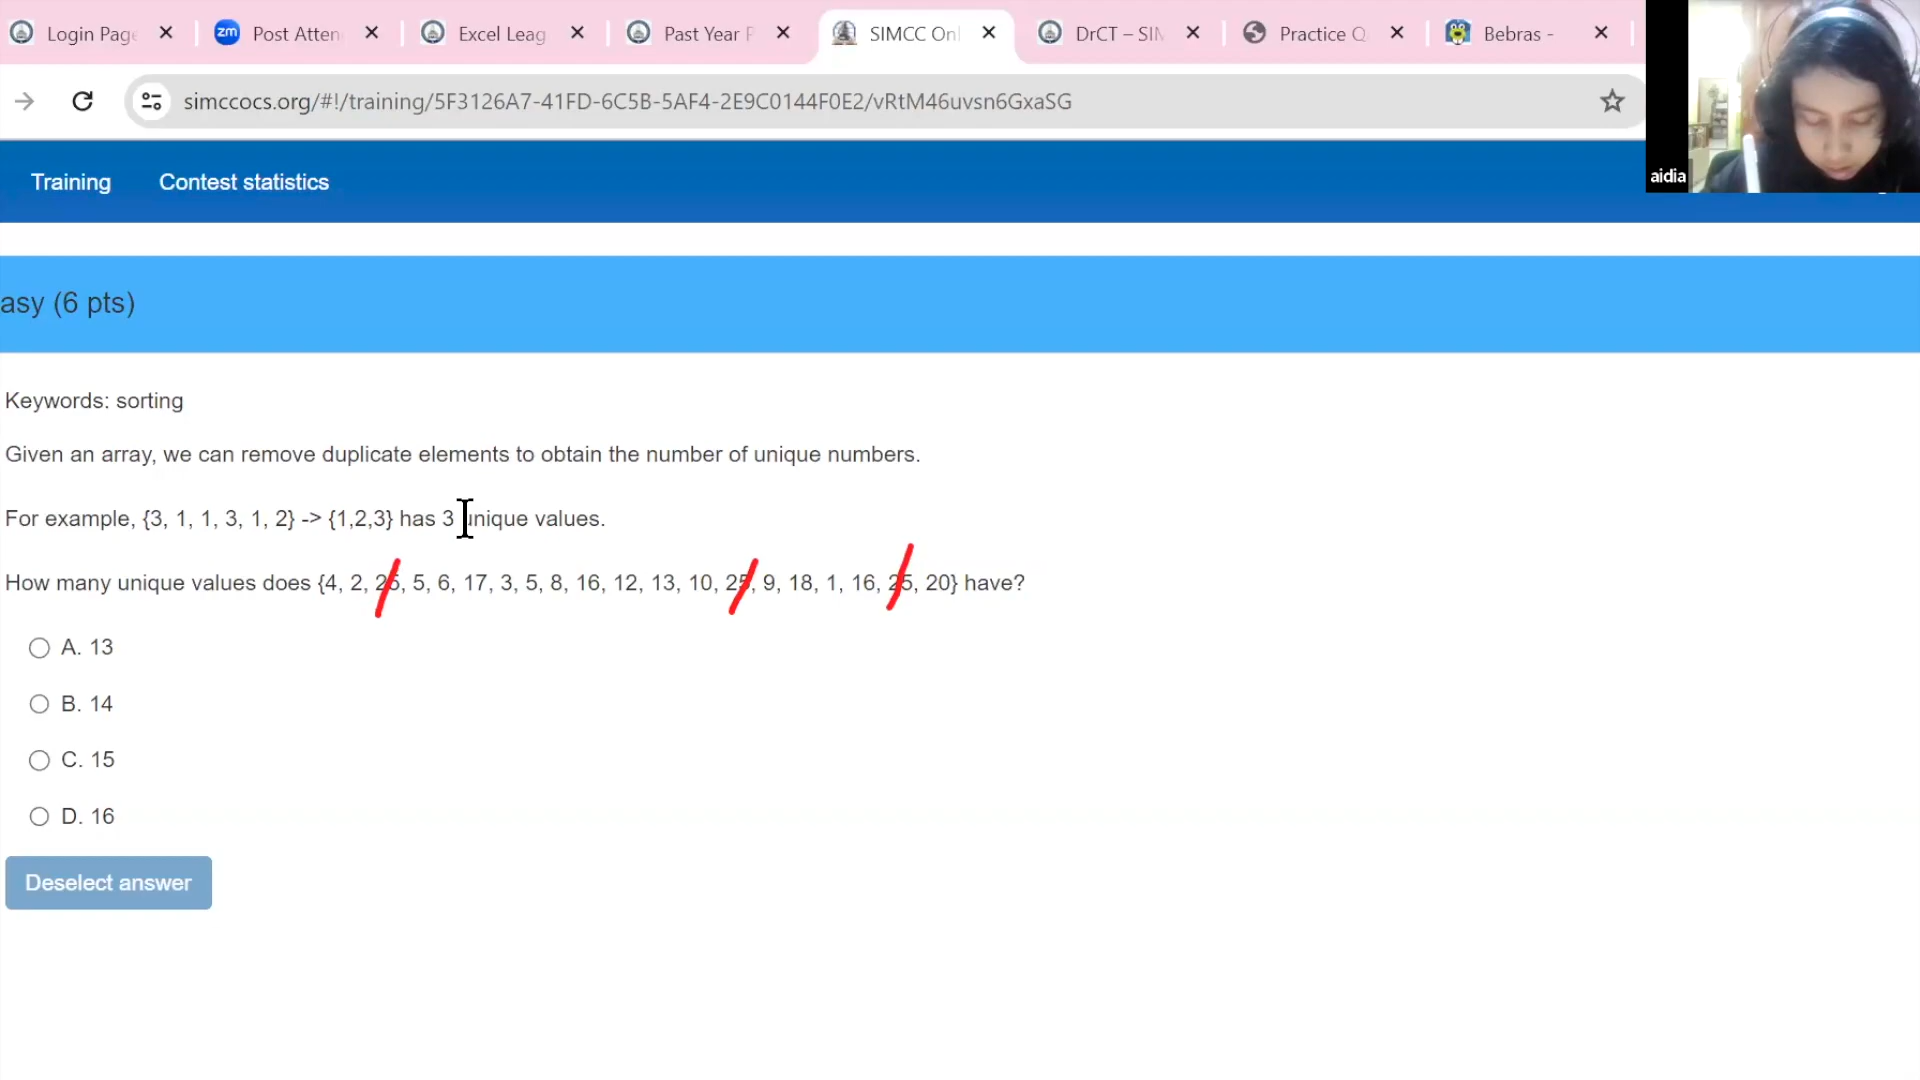 Login Pag
Post Atten
Excel Leag
Past Year P
SIMCC Onl
DrCT – SIM
Practice Q
Bebras -
simccocs.org/#!/training/5F3126A7-41FD-6C5B-5AF4-2E9C0144F0E2/vRtM46uvsn6GxaSG
aidia
Training
Contest statistics
asy (6 pts)
Keywords: sorting
Given an array, we can remove duplicate elements to obtain the number of unique numbers.
For example, {3, 1, 1, 3, 1, 2} -> {1,2,3} has 3 unique values.
How many unique values does {4, 2, 25, 5, 6, 17, 3, 5, 8, 16, 12, 13, 10, 25, 9, 18, 1, 16, 25, 20} have?
A. 13
B. 14
C. 15
D. 16
Deselect answer